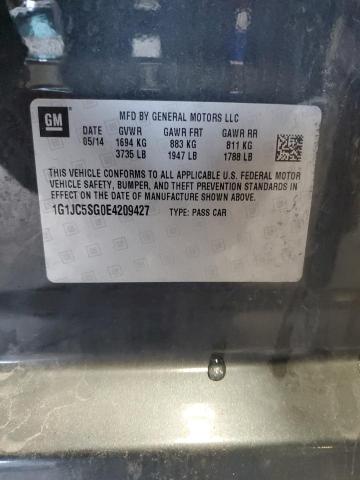 GM
MFD BY GENERAL MOTORS LLC
DATE GVWR GAWR FRT GAWR RR
05/14 1694 KG 883 KG 811 KG
3735 LB 1947 LB 1788 LB
THIS VEHICLE CONFORMS TO ALL APPLICABLE U.S. FEDERAL MOTOR
VEHICLE SAFETY, BUMPER, AND THEFT PREVENTION STANDARDS IN
EFFECT ON THE DATE OF MANUFACTURE SHOWN ABOVE.
1G1JC5SG0E4209427 TYPE: PASS CAR